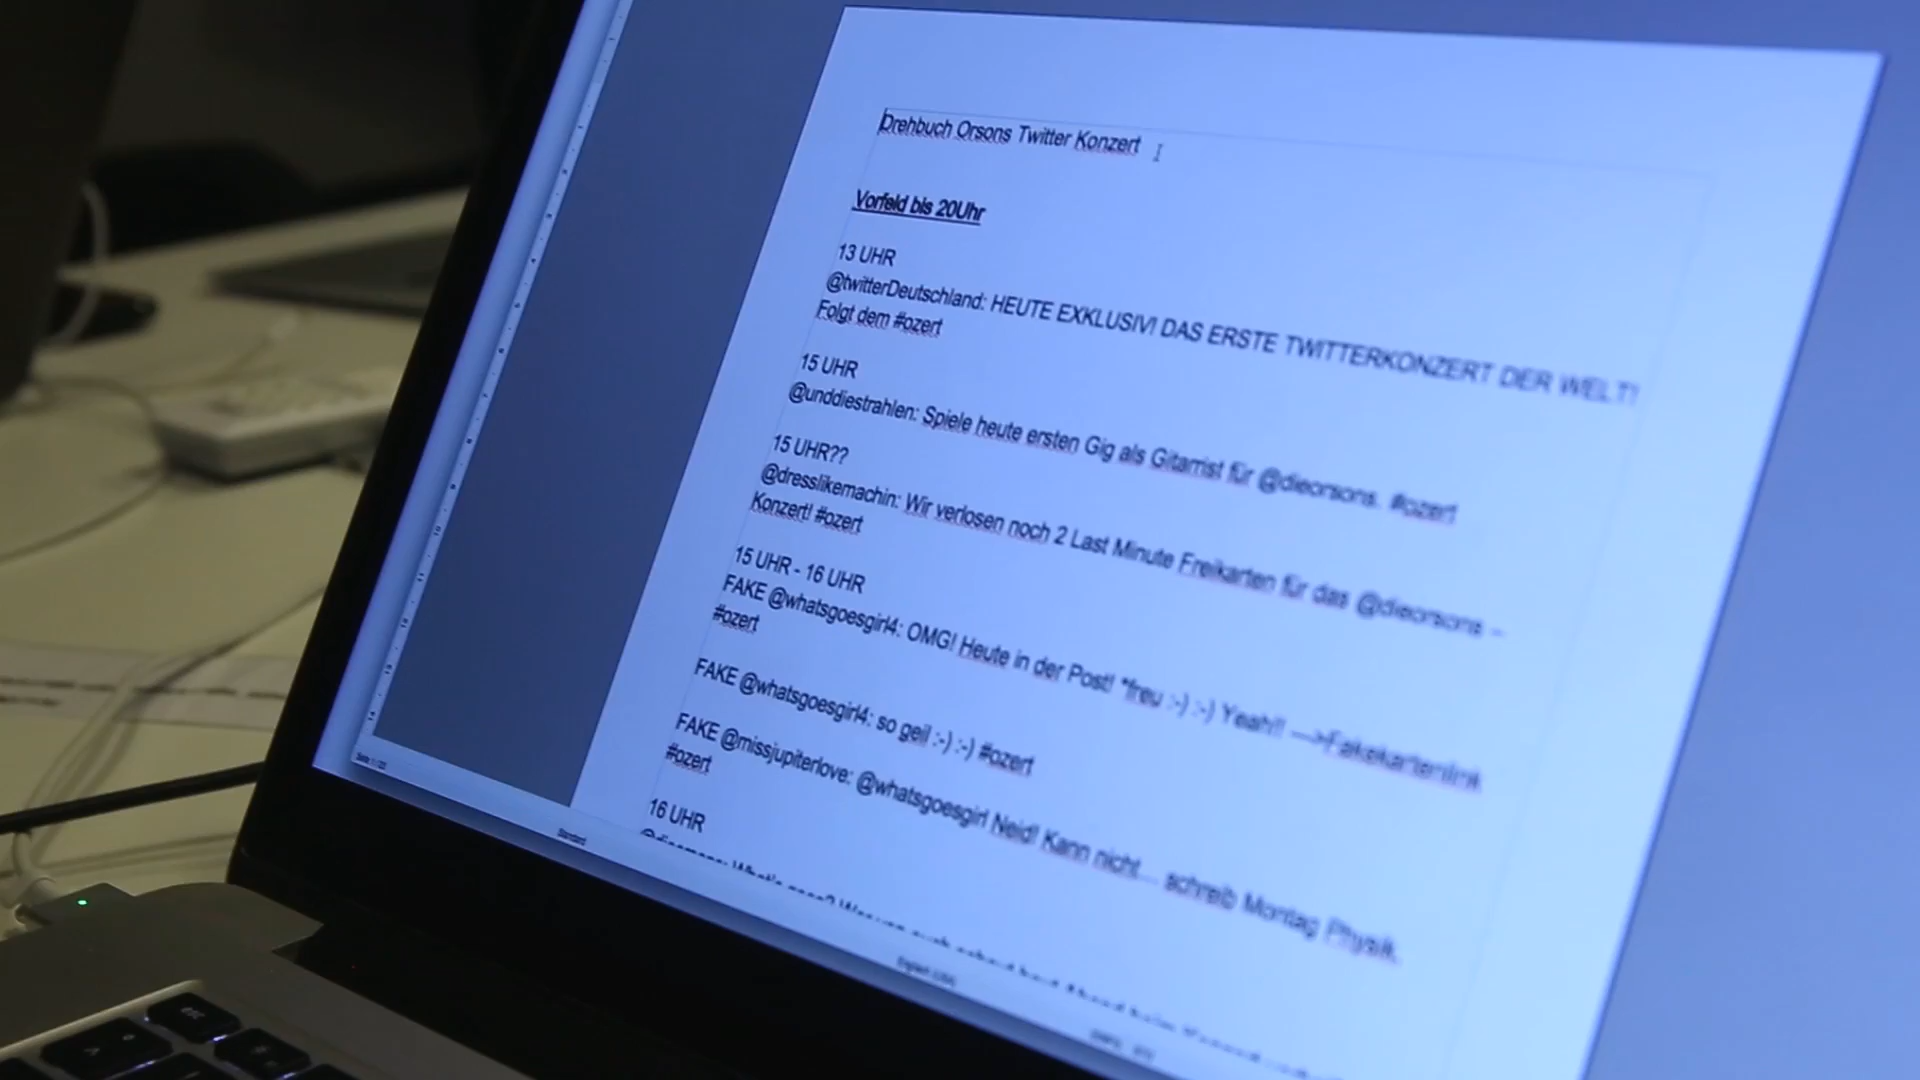 Drehbuch Orsons Twitter Konzert
Vorfeld bis 20Uhr
13 UHR
@twitterDeutschland: HEUTE EXKLUSIV! DAS ERSTE TWITTERKONZERT DER WELT!
Folgt dem #ozert
15 UHR
@unddiestrahlen: Spiele heute ersten Gig als Gitarrist für @dieorsons. #ozert
15 UHR??
@dresslikemachin: Wir verlosen noch 2 Last Minute Freikarten für das @dieorsons –
Konzert! #ozert
15 UHR - 16 UHR
FAKE @whatsgoesgirl4: OMG! Heute in der Post! *freu :-) :-) Yeah!! --->Fakekartenlink
#ozert
FAKE @whatsgoesgirl4: so geil :-) :-) #ozert
FAKE @missjupiterlove: @whatsgoesgirl Neid! Kann nicht... schreib Montag Physik.
#ozert
16 UHR
Standard
English (USA)